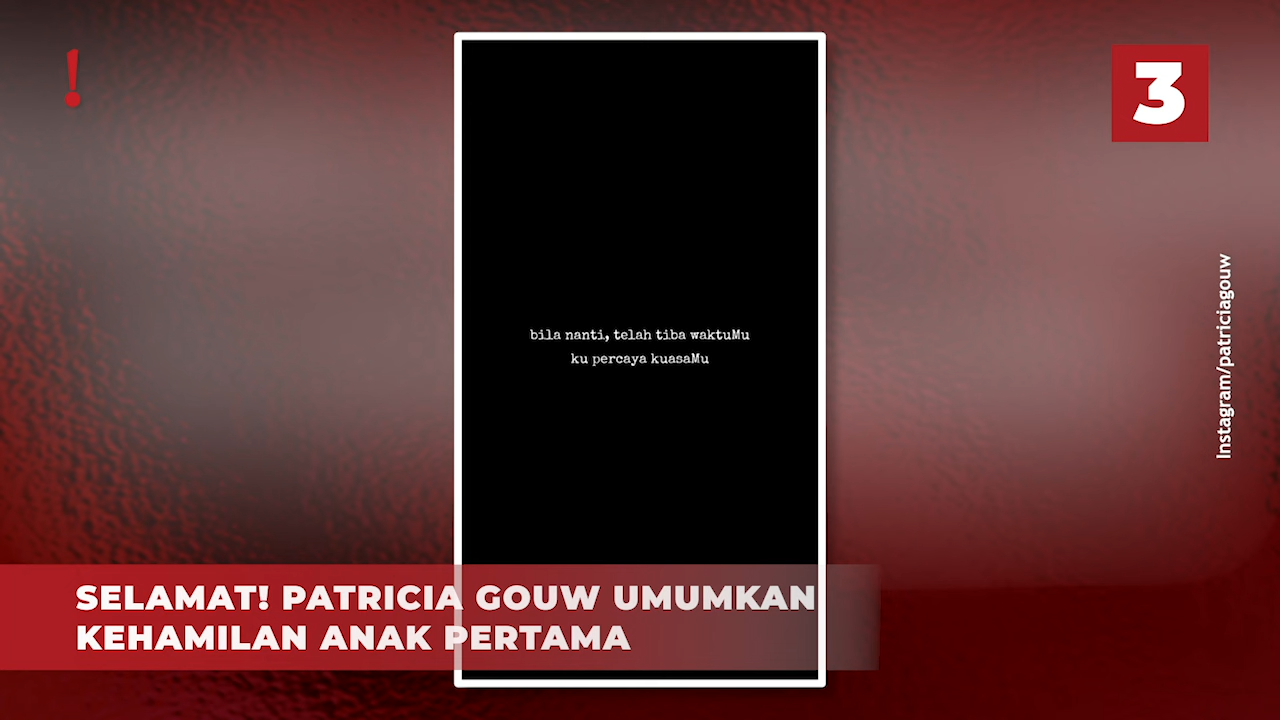 !
3
bila nanti, telah tiba waktuMu
ku percaya kuasaMu
Instagram/patriciagouw
SELAMAT! PATRICIA GOUW UMUMKAN
KEHAMILAN ANAK PERTAMA